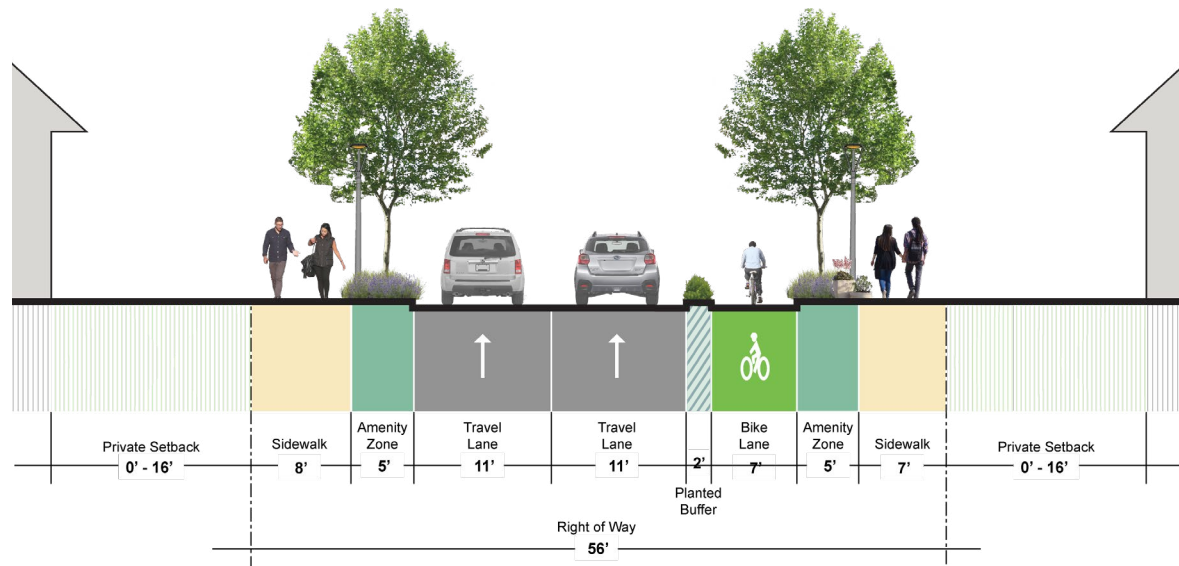 Private Setback
0' - 16'
Sidewalk
8'
Amenity
Zone
5'
Travel
Lane
11'
Travel
Lane
11'
2'
Planted
Buffer
Bike
Lane
7'
Amenity
Zone
5'
Sidewalk
7'
Private Setback
0' - 16'
Right of Way
56'